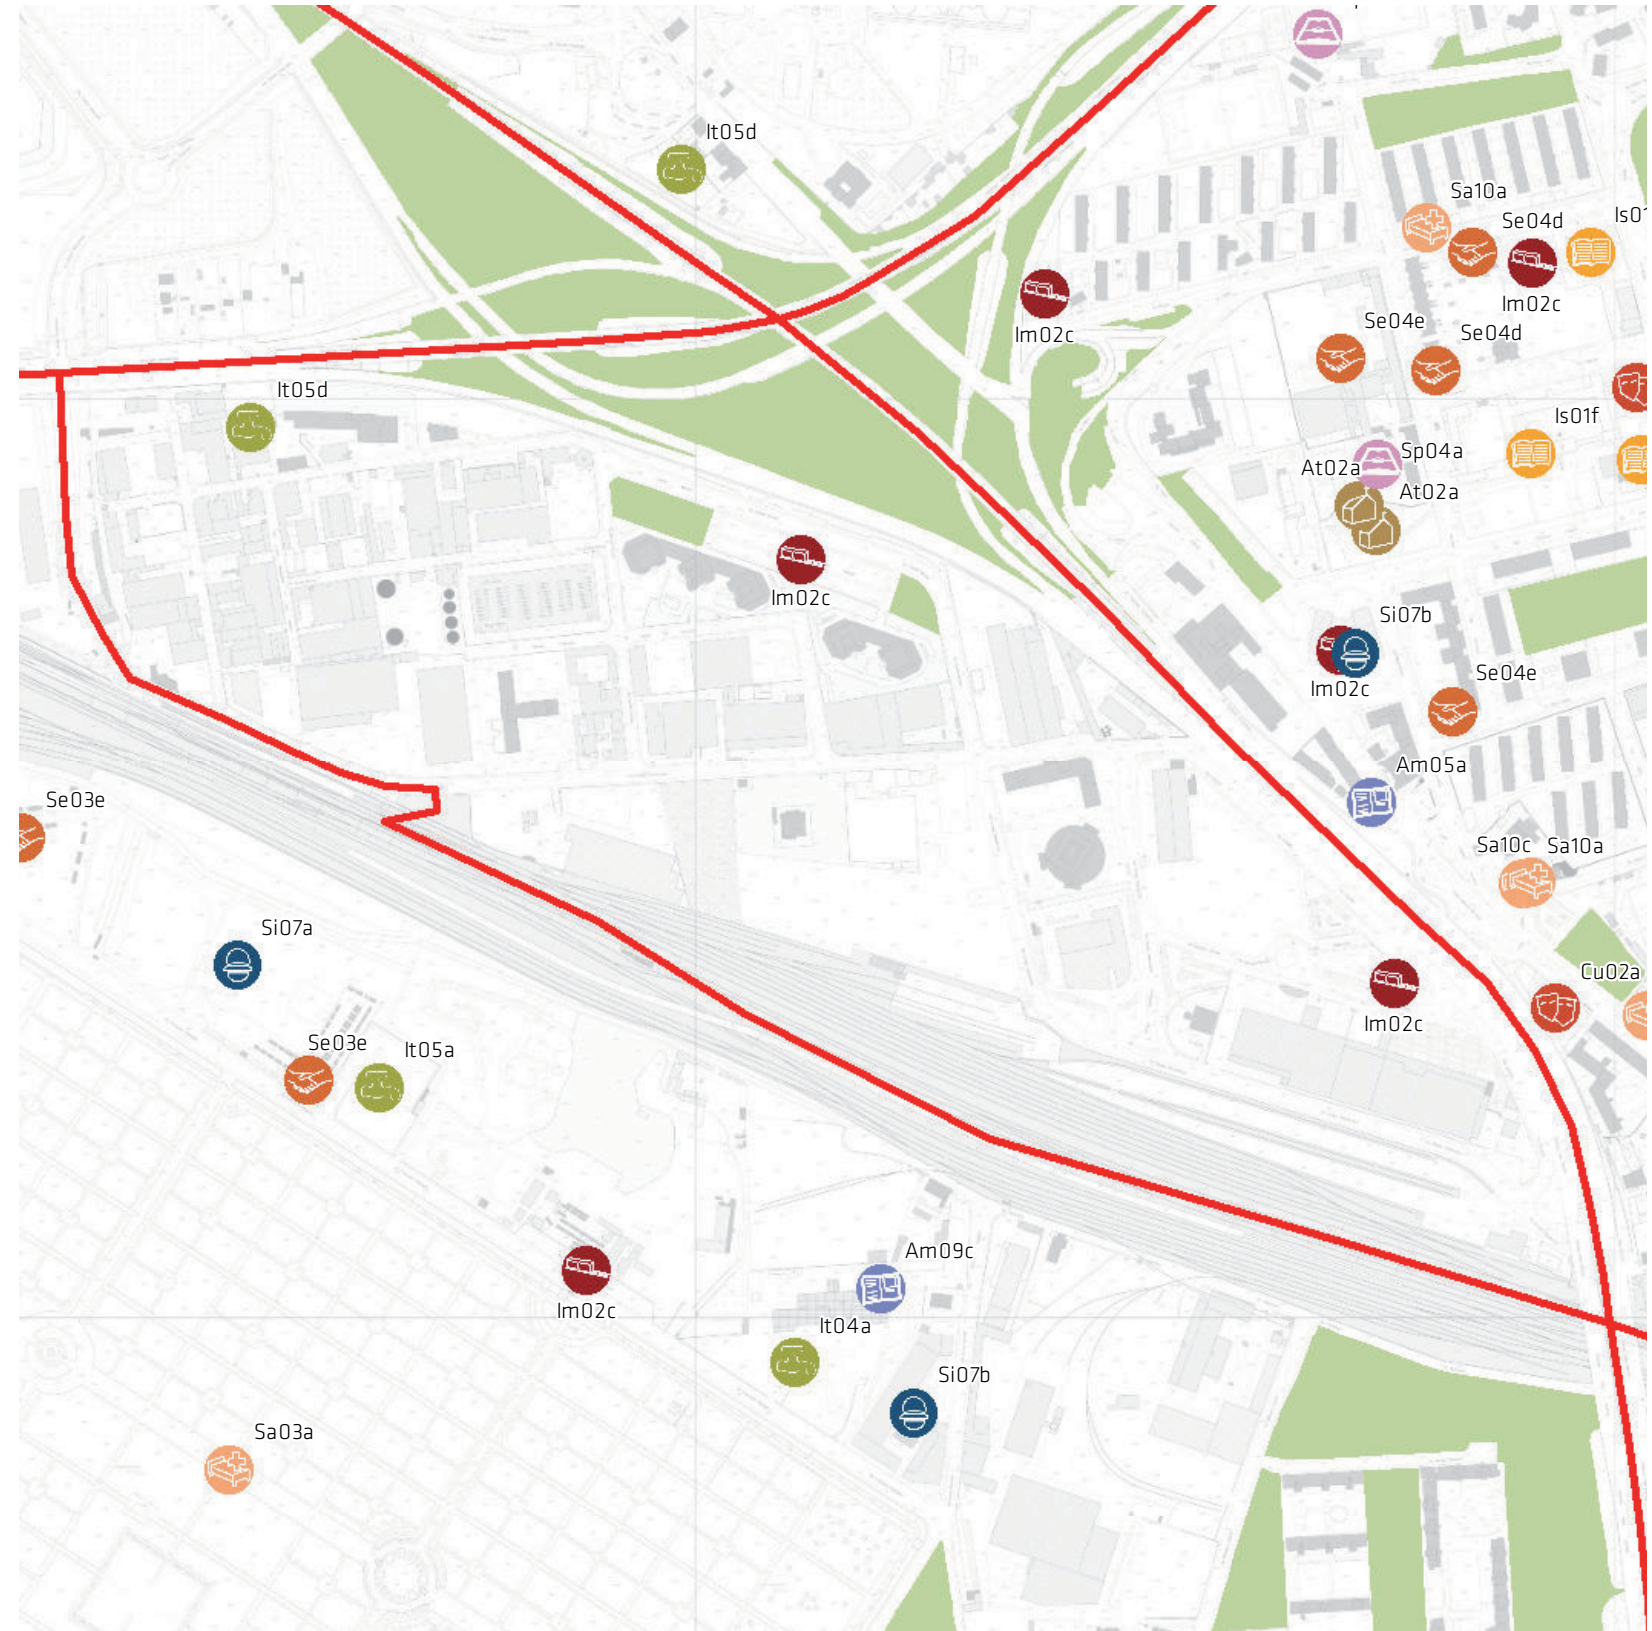 It05d
Sa10a
Se04d
Is01
Im02c
Im02c
Se04e
Se04d
It05d
Is01f
Sp04a
At02a
At02a
Im02c
Si07b
Im02c
Se04e
Am05a
Se03e
Sa10c Sa10a
Si07a
Cu02a
Im02c
Se03e
It05a
Am09c
Im02c
It04a
Si07b
Sa03a